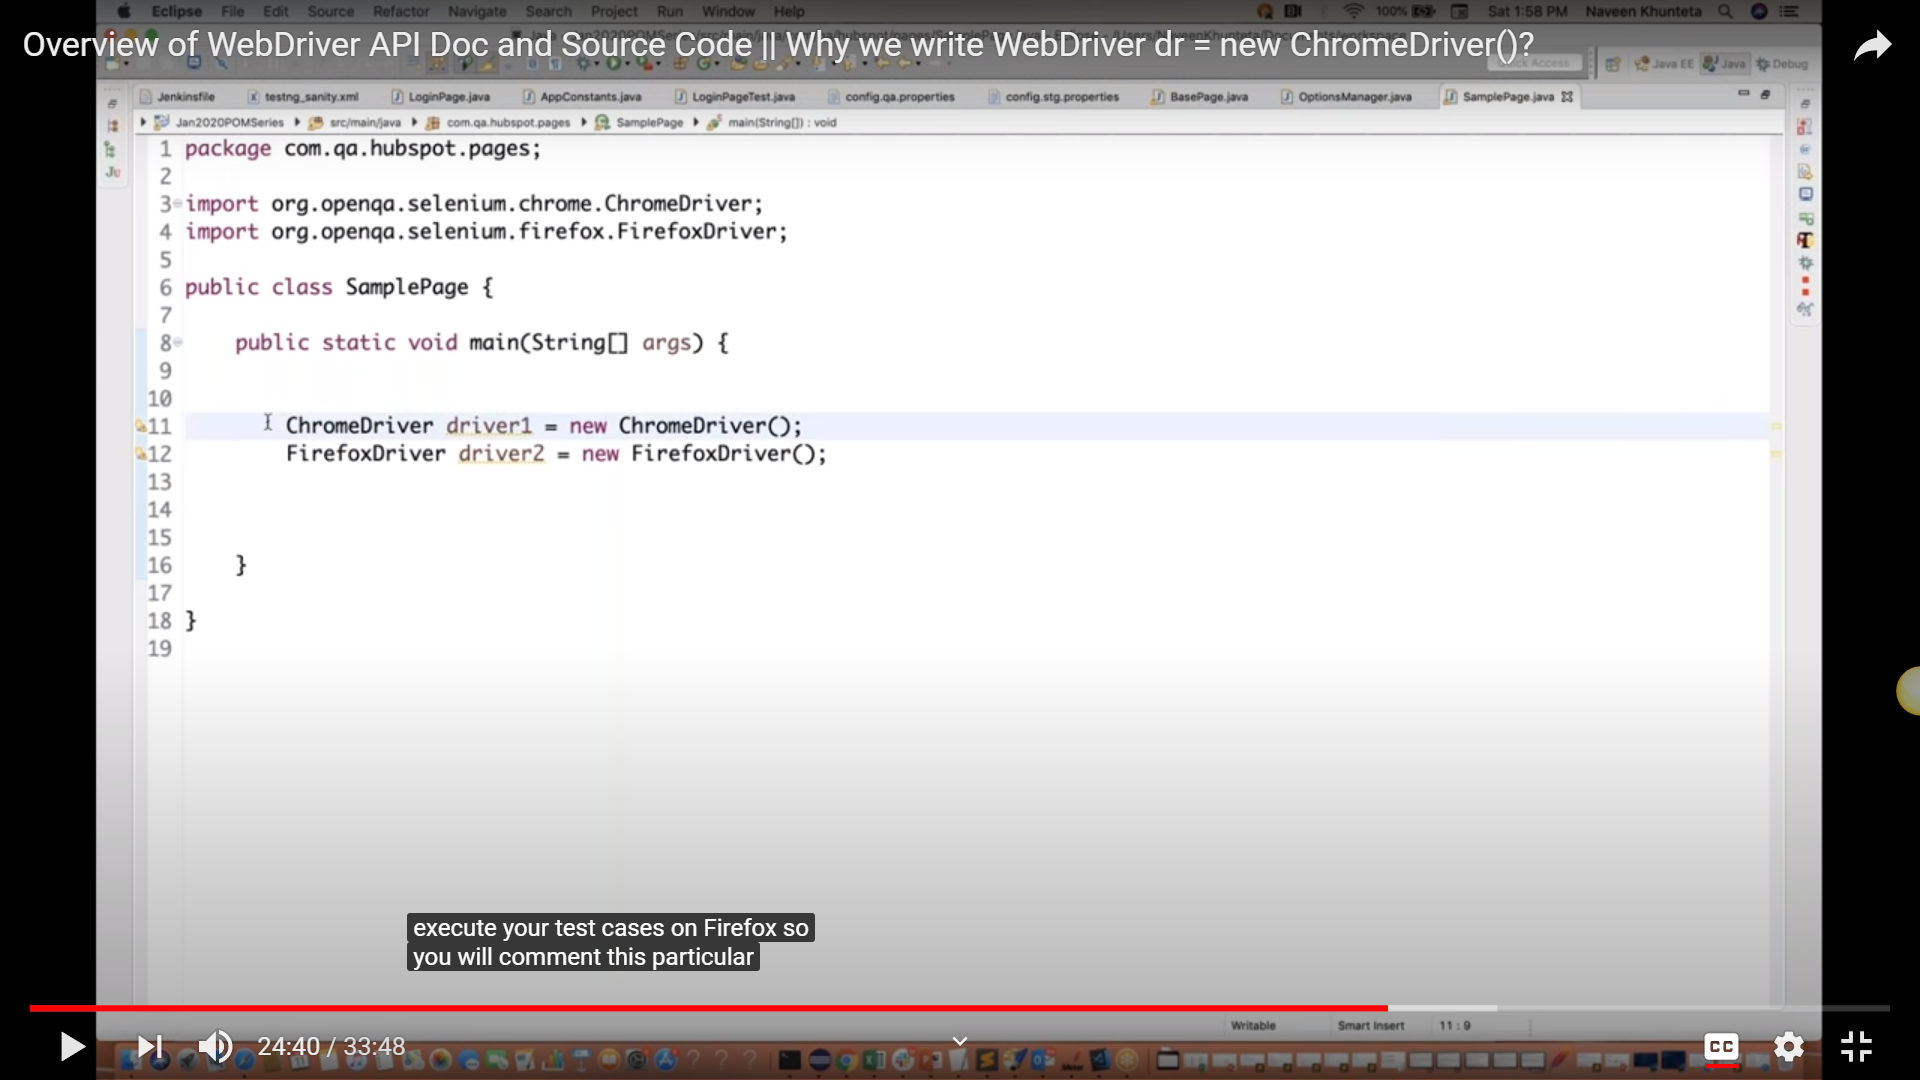 Eclipse File Edit Source Refactor Navigate Search Project Run Window Help
100% Sat 1:58 PM Naveen Khunteta
Overview of WebDriver API Doc and Source Code || Why we write WebDriver dr = new ChromeDriver()?
Quick Access Java EE Java Debug
Jenkinsfile testng_sanity.xml LoginPage.java AppConstants.java LoginPageTest.java config.qa.properties config.stg.properties BasePage.java OptionsManager.java SamplePage.java
Jan2020POMSeries src/main/java com.qa.hubspot.pages SamplePage main(String[]) : void
1 package com.qa.hubspot.pages;
2
3 import org.openqa.selenium.chrome.ChromeDriver;
4 import org.openqa.selenium.firefox.FirefoxDriver;
5
6 public class SamplePage {
7
8 public static void main(String[] args) {
9
10
11 ChromeDriver driver1 = new ChromeDriver();
12 FirefoxDriver driver2 = new FirefoxDriver();
13
14
15
16 }
17
18 }
19
execute your test cases on Firefox so
you will comment this particular
Writable Smart Insert 11 : 9
24:40 / 33:48
CC